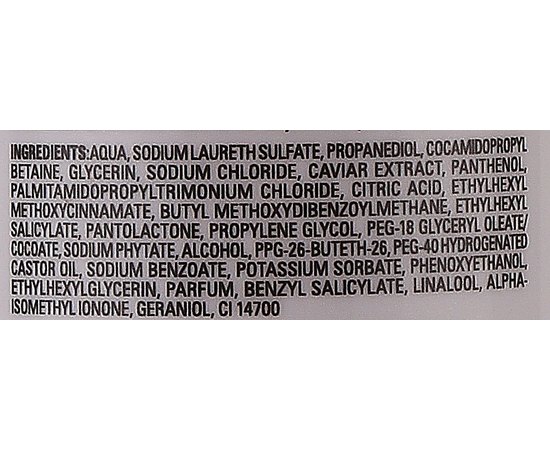 INGREDIENTS:AQUA, SODIUM LAURETH SULFATE, PROPANEDIOL, COCAMIDOPROPYL
BETAINE, GLYCERIN, SODIUM CHLORIDE, CAVIAR EXTRACT, PANTHENOL,
PALMITAMIDOPROPYLTRIMONIUM CHLORIDE, CITRIC ACID, ETHYLHEXYL
METHOXYCINNAMATE, BUTYL METHOXYDIBENZOYLMETHANE, ETHYLHEXYL
SALICYLATE, PANTOLACTONE, PROPYLENE GLYCOL, PEG-18 GLYCERYL OLEATE/
COCOATE, SODIUM PHYTATE, ALCOHOL, PPG-26-BUTETH-26, PEG-40 HYDROGENATED
CASTOR OIL, SODIUM BENZOATE, POTASSIUM SORBATE, PHENOXYETHANOL,
ETHYLHEXYLGLYCERIN, PARFUM, BENZYL SALICYLATE, LINALOOL, ALPHA-
ISOMETHYL IONONE, GERANIOL, CI 14700